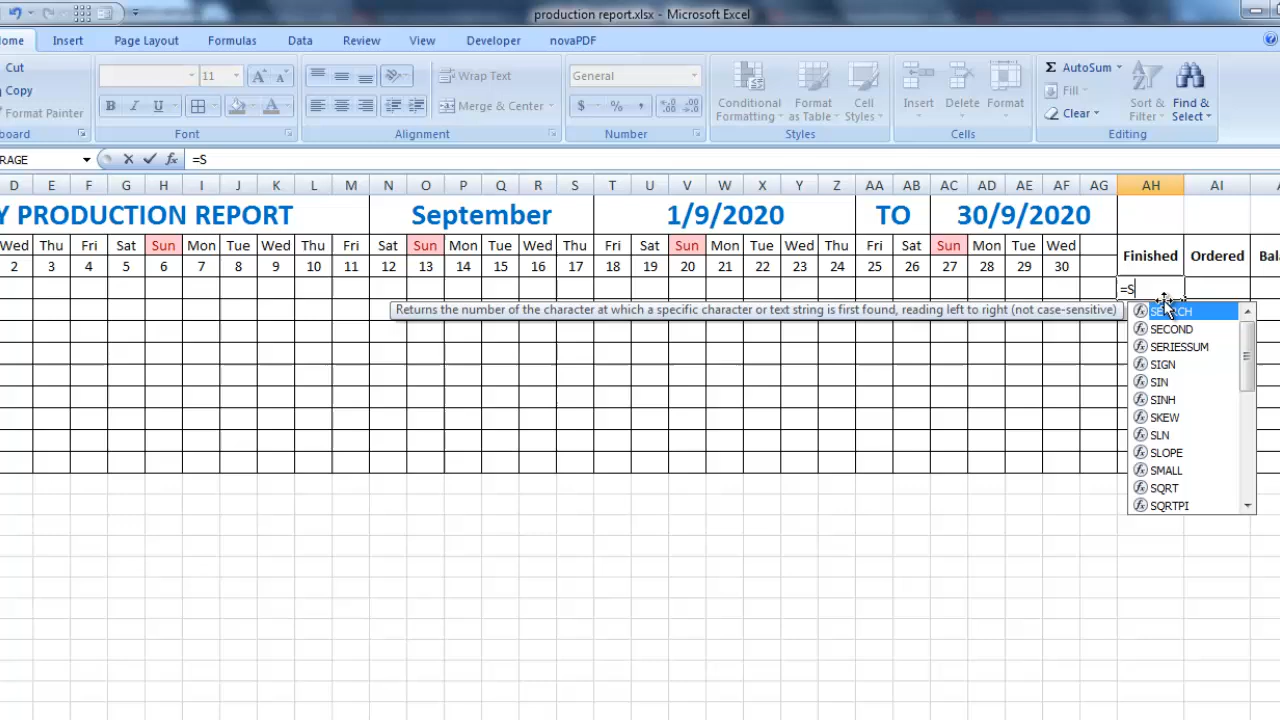 production report.xlsx - Microsoft Excel
ome Insert Page Layout Formulas Data Review View Developer novaPDF
Cut
Copy
Format Painter
11
Wrap Text
Merge & Center
General
$ % ,
Conditional Formatting
Format as Table
Cell Styles
Insert Delete Format
AutoSum
Fill
Clear
Sort & Filter
Find & Select
board Font Alignment Number Styles Cells Editing
RAGE =S
D E F G H I J K L M N O P Q R S T U V W X Y Z AA AB AC AD AE AF AG AH AI
Y PRODUCTION REPORT September 1/9/2020 TO 30/9/2020
Wed Thu Fri Sat Sun Mon Tue Wed Thu Fri Sat Sun Mon Tue Wed Thu Fri Sat Sun Mon Tue Wed Thu Fri Sat Sun Mon Tue Wed
2 3 4 5 6 7 8 9 10 11 12 13 14 15 16 17 18 19 20 21 22 23 24 25 26 27 28 29 30
Finished Ordered Bala
=S
Returns the number of the character at which a specific character or text string is first found, reading left to right (not case-sensitive)
SEARCH
SECOND
SERIESSUM
SIGN
SIN
SINH
SKEW
SLN
SLOPE
SMALL
SQRT
SQRTPI